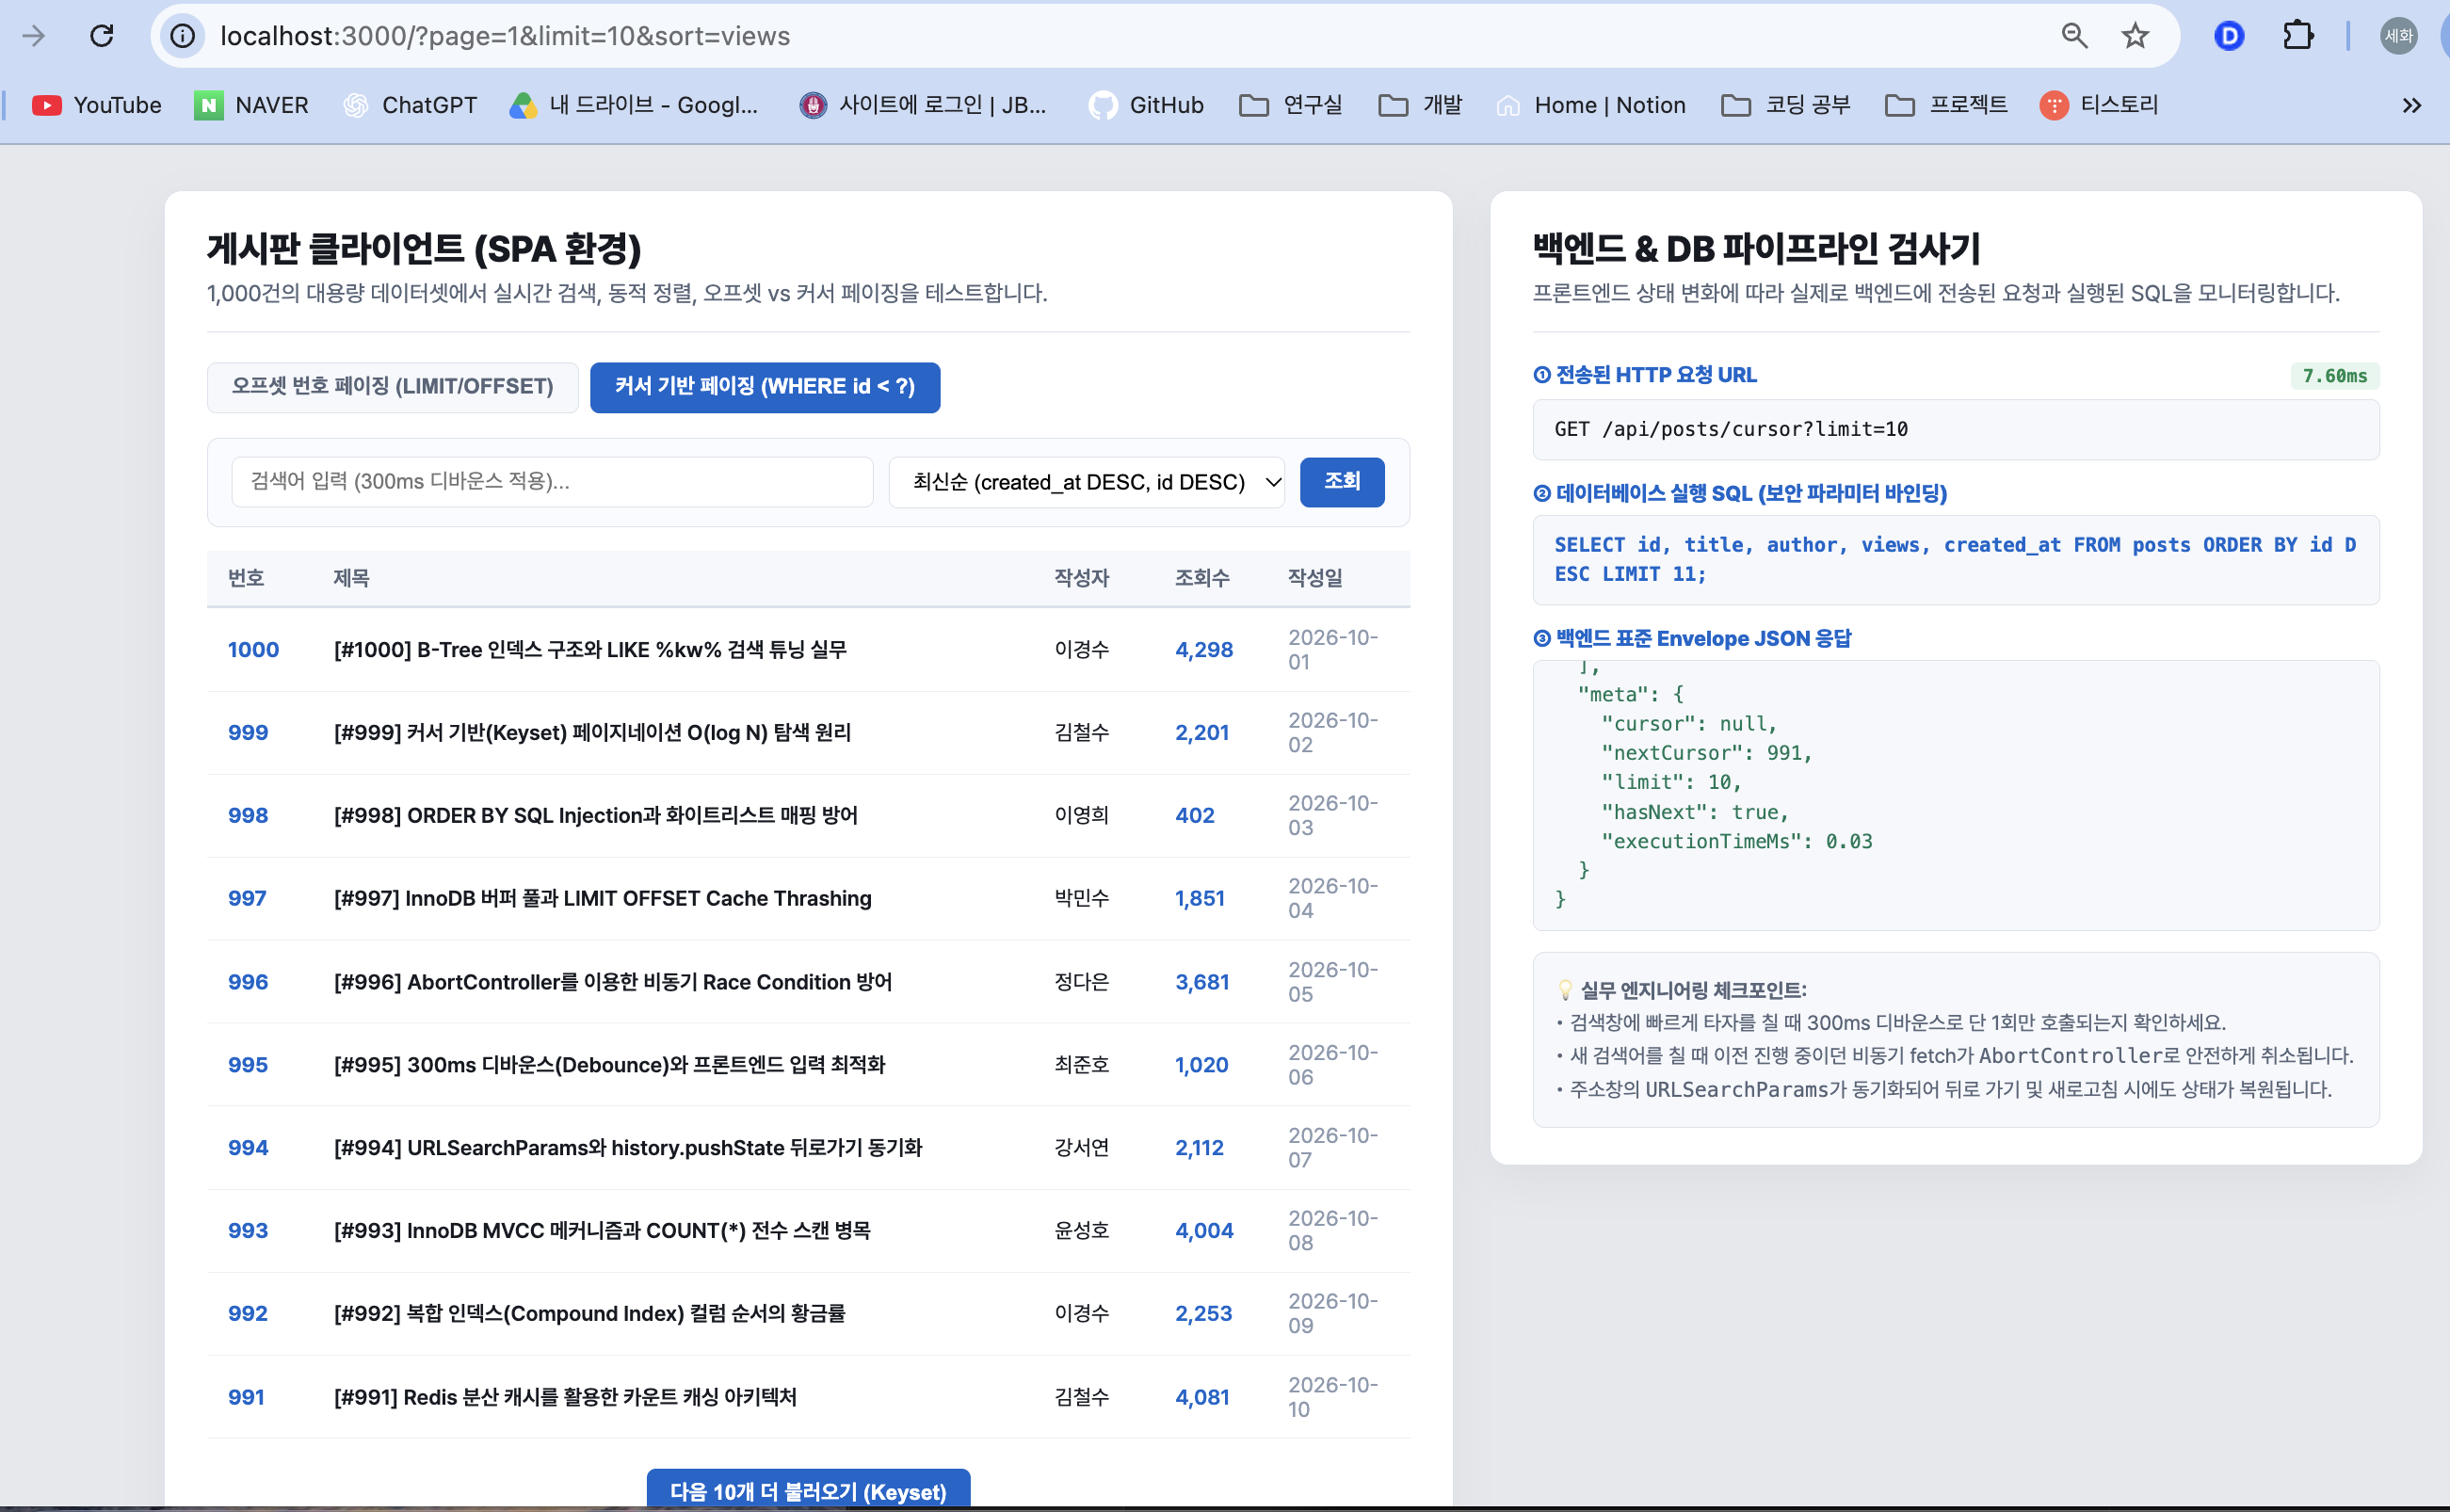 localhost:3000/?page=1&limit=10&sort=views
D
세화
YouTube
N NAVER
ChatGPT
내 드라이브 - Googl...
사이트에 로그인 | JB...
GitHub
연구실
개발
Home | Notion
코딩 공부
프로젝트
티스토리
게시판 클라이언트 (SPA 환경)
1,000건의 대용량 데이터셋에서 실시간 검색, 동적 정렬, 오프셋 vs 커서 페이징을 테스트합니다.
오프셋 번호 페이징 (LIMIT/OFFSET)
커서 기반 페이징 (WHERE id < ?)
검색어 입력 (300ms 디바운스 적용)...
최신순 (created_at DESC, id DESC)
조회
번호 제목 작성자 조회수 작성일
1000 [#1000] B-Tree 인덱스 구조와 LIKE %kw% 검색 튜닝 실무 이경수 4,298 2026-10-
01
999 [#999] 커서 기반(Keyset) 페이지네이션 O(log N) 탐색 원리 김철수 2,201 2026-10-
02
998 [#998] ORDER BY SQL Injection과 화이트리스트 매핑 방어 이영희 402 2026-10-
03
997 [#997] InnoDB 버퍼 풀과 LIMIT OFFSET Cache Thrashing 박민수 1,851 2026-10-
04
996 [#996] AbortController를 이용한 비동기 Race Condition 방어 정다은 3,681 2026-10-
05
995 [#995] 300ms 디바운스(Debounce)와 프론트엔드 입력 최적화 최준호 1,020 2026-10-
06
994 [#994] URLSearchParams와 history.pushState 뒤로가기 동기화 강서연 2,112 2026-10-
07
993 [#993] InnoDB MVCC 메커니즘과 COUNT(*) 전수 스캔 병목 윤성호 4,004 2026-10-
08
992 [#992] 복합 인덱스(Compound Index) 컬럼 순서의 황금률 이경수 2,253 2026-10-
09
991 [#991] Redis 분산 캐시를 활용한 카운트 캐싱 아키텍처 김철수 4,081 2026-10-
10
다음 10개 더 불러오기 (Keyset)
백엔드 & DB 파이프라인 검사기
프론트엔드 상태 변화에 따라 실제로 백엔드에 전송된 요청과 실행된 SQL을 모니터링합니다.
① 전송된 HTTP 요청 URL 7.60ms
GET /api/posts/cursor?limit=10
② 데이터베이스 실행 SQL (보안 파라미터 바인딩)
SELECT id, title, author, views, created_at FROM posts ORDER BY id D
ESC LIMIT 11;
③ 백엔드 표준 Envelope JSON 응답
],
"meta": {
"cursor": null,
"nextCursor": 991,
"limit": 10,
"hasNext": true,
"executionTimeMs": 0.03
}
}
💡 실무 엔지니어링 체크포인트:
• 검색창에 빠르게 타자를 칠 때 300ms 디바운스로 단 1회만 호출되는지 확인하세요.
• 새 검색어를 칠 때 이전 진행 중이던 비동기 fetch가 AbortController로 안전하게 취소됩니다.
• 주소창의 URLSearchParams가 동기화되어 뒤로 가기 및 새로고침 시에도 상태가 복원됩니다.